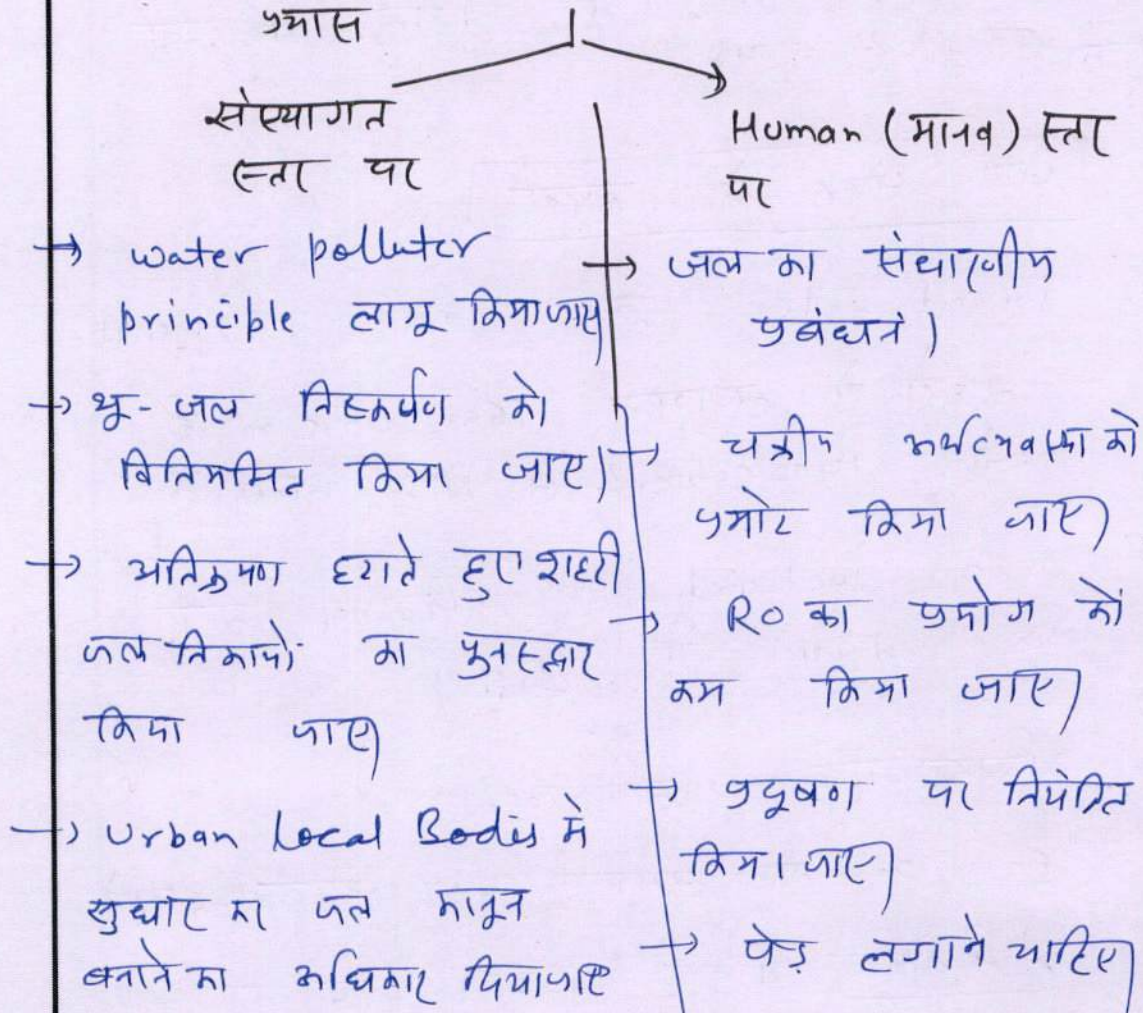 प्रयास
संस्थागत
स्तर पर
→ water polluter
principle लागू किया जाए।
→ भू-जल निष्कर्षण को
विनियमित किया जाए।
→ अतिक्रमण हटाते हुए शहरी
जल निकायों का पुनरुद्धार
किया जाए।
→ Urban Local Bodis मे
सुधार का जल कानून
बनाने का अधिकार दिया जाए
Human (मानव) स्तर
पर
→ जल का संधारणीय
प्रबंधन।
→ चक्रीय अर्थव्यवस्था को
प्रमोट किया जाए।
→ RO का प्रयोग को
कम किया जाए।
→ प्रदूषण पर नियंत्रित
किया जाए।
→ पेड़ लगाने चाहिए।